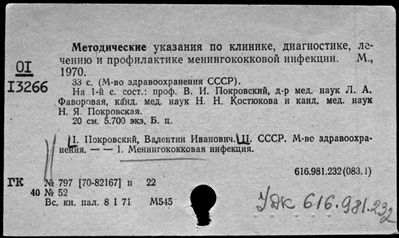 Методические указания по клинике, диагностике, ле-
чению и профилактике менингококковой инфекции. М.,
1970.
ОI
I3266
33 с. (М-во здравоохранения СССР).
На 1-й с. сост.: проф. В. И. Покровский, д-р мед. наук Л. А.
Фаворовая, канд. мед. наук Н. Н. Костюкова и канд. мед. наук
Н. Я. Покровская.
20 см. 5.700 экз. Б. ц.
I. Покровский, Валентин Иванович. II. СССР. М-во здравоохра-
нения. — — 1. Менингококковая инфекция.
616.981.232(083.1)
ГК № 797 [70-82167] п 22
40 № 52
Вс. кн. пал. 8 I 71 М545
УДК 616.981.232